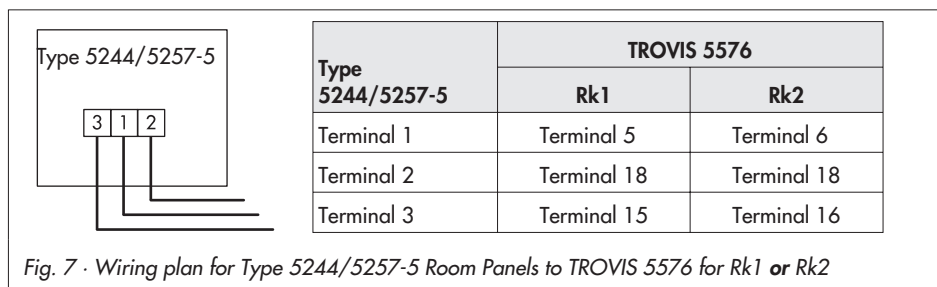 Type 5244/5257-5
3 1 2
Type
5244/5257-5
TROVIS 5576
Rk1 Rk2
Terminal 1 Terminal 5 Terminal 6
Terminal 2 Terminal 18 Terminal 18
Terminal 3 Terminal 15 Terminal 16
Fig. 7 · Wiring plan for Type 5244/5257-5 Room Panels to TROVIS 5576 for Rk1 or Rk2